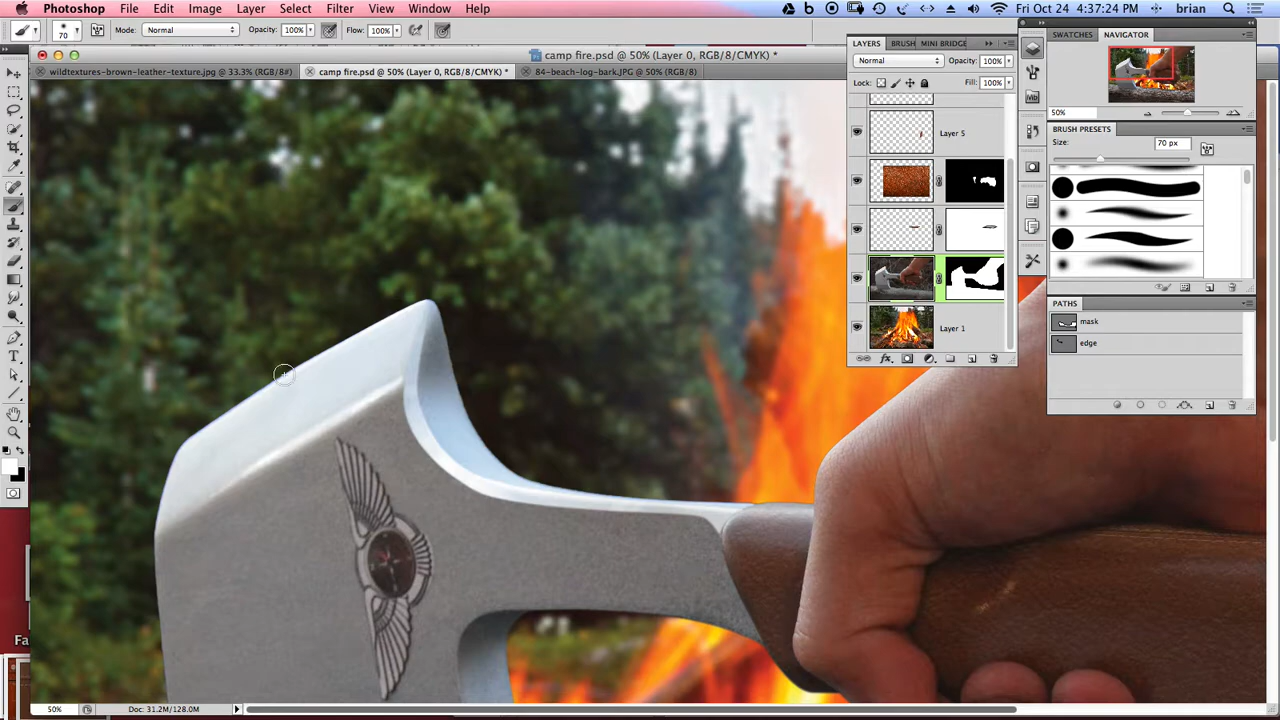 Photoshop File Edit Image Layer Select Filter View Window Help Fri Oct 24 4:37:24 PM brian
70 Mode: Normal Opacity: 100% Flow: 100%
camp fire.psd @ 50% (Layer 0, RGB/8/CMYK) *
wildtextures-brown-leather-texture.jpg @ 33.3% (RGB/8#) camp fire.psd @ 50% (Layer 0, RGB/8/CMYK) * 84-beach-log-bark.JPG @ 50% (RGB/8)
LAYERS BRUSH MINI BRIDGE
Normal Opacity: 100%
Lock: Fill: 100%
Layer 5
Layer 1
SWATCHES NAVIGATOR
50%
BRUSH PRESETS
Size: 70 px
PATHS
mask
edge
Fa
50% Doc: 31.2M/128.0M